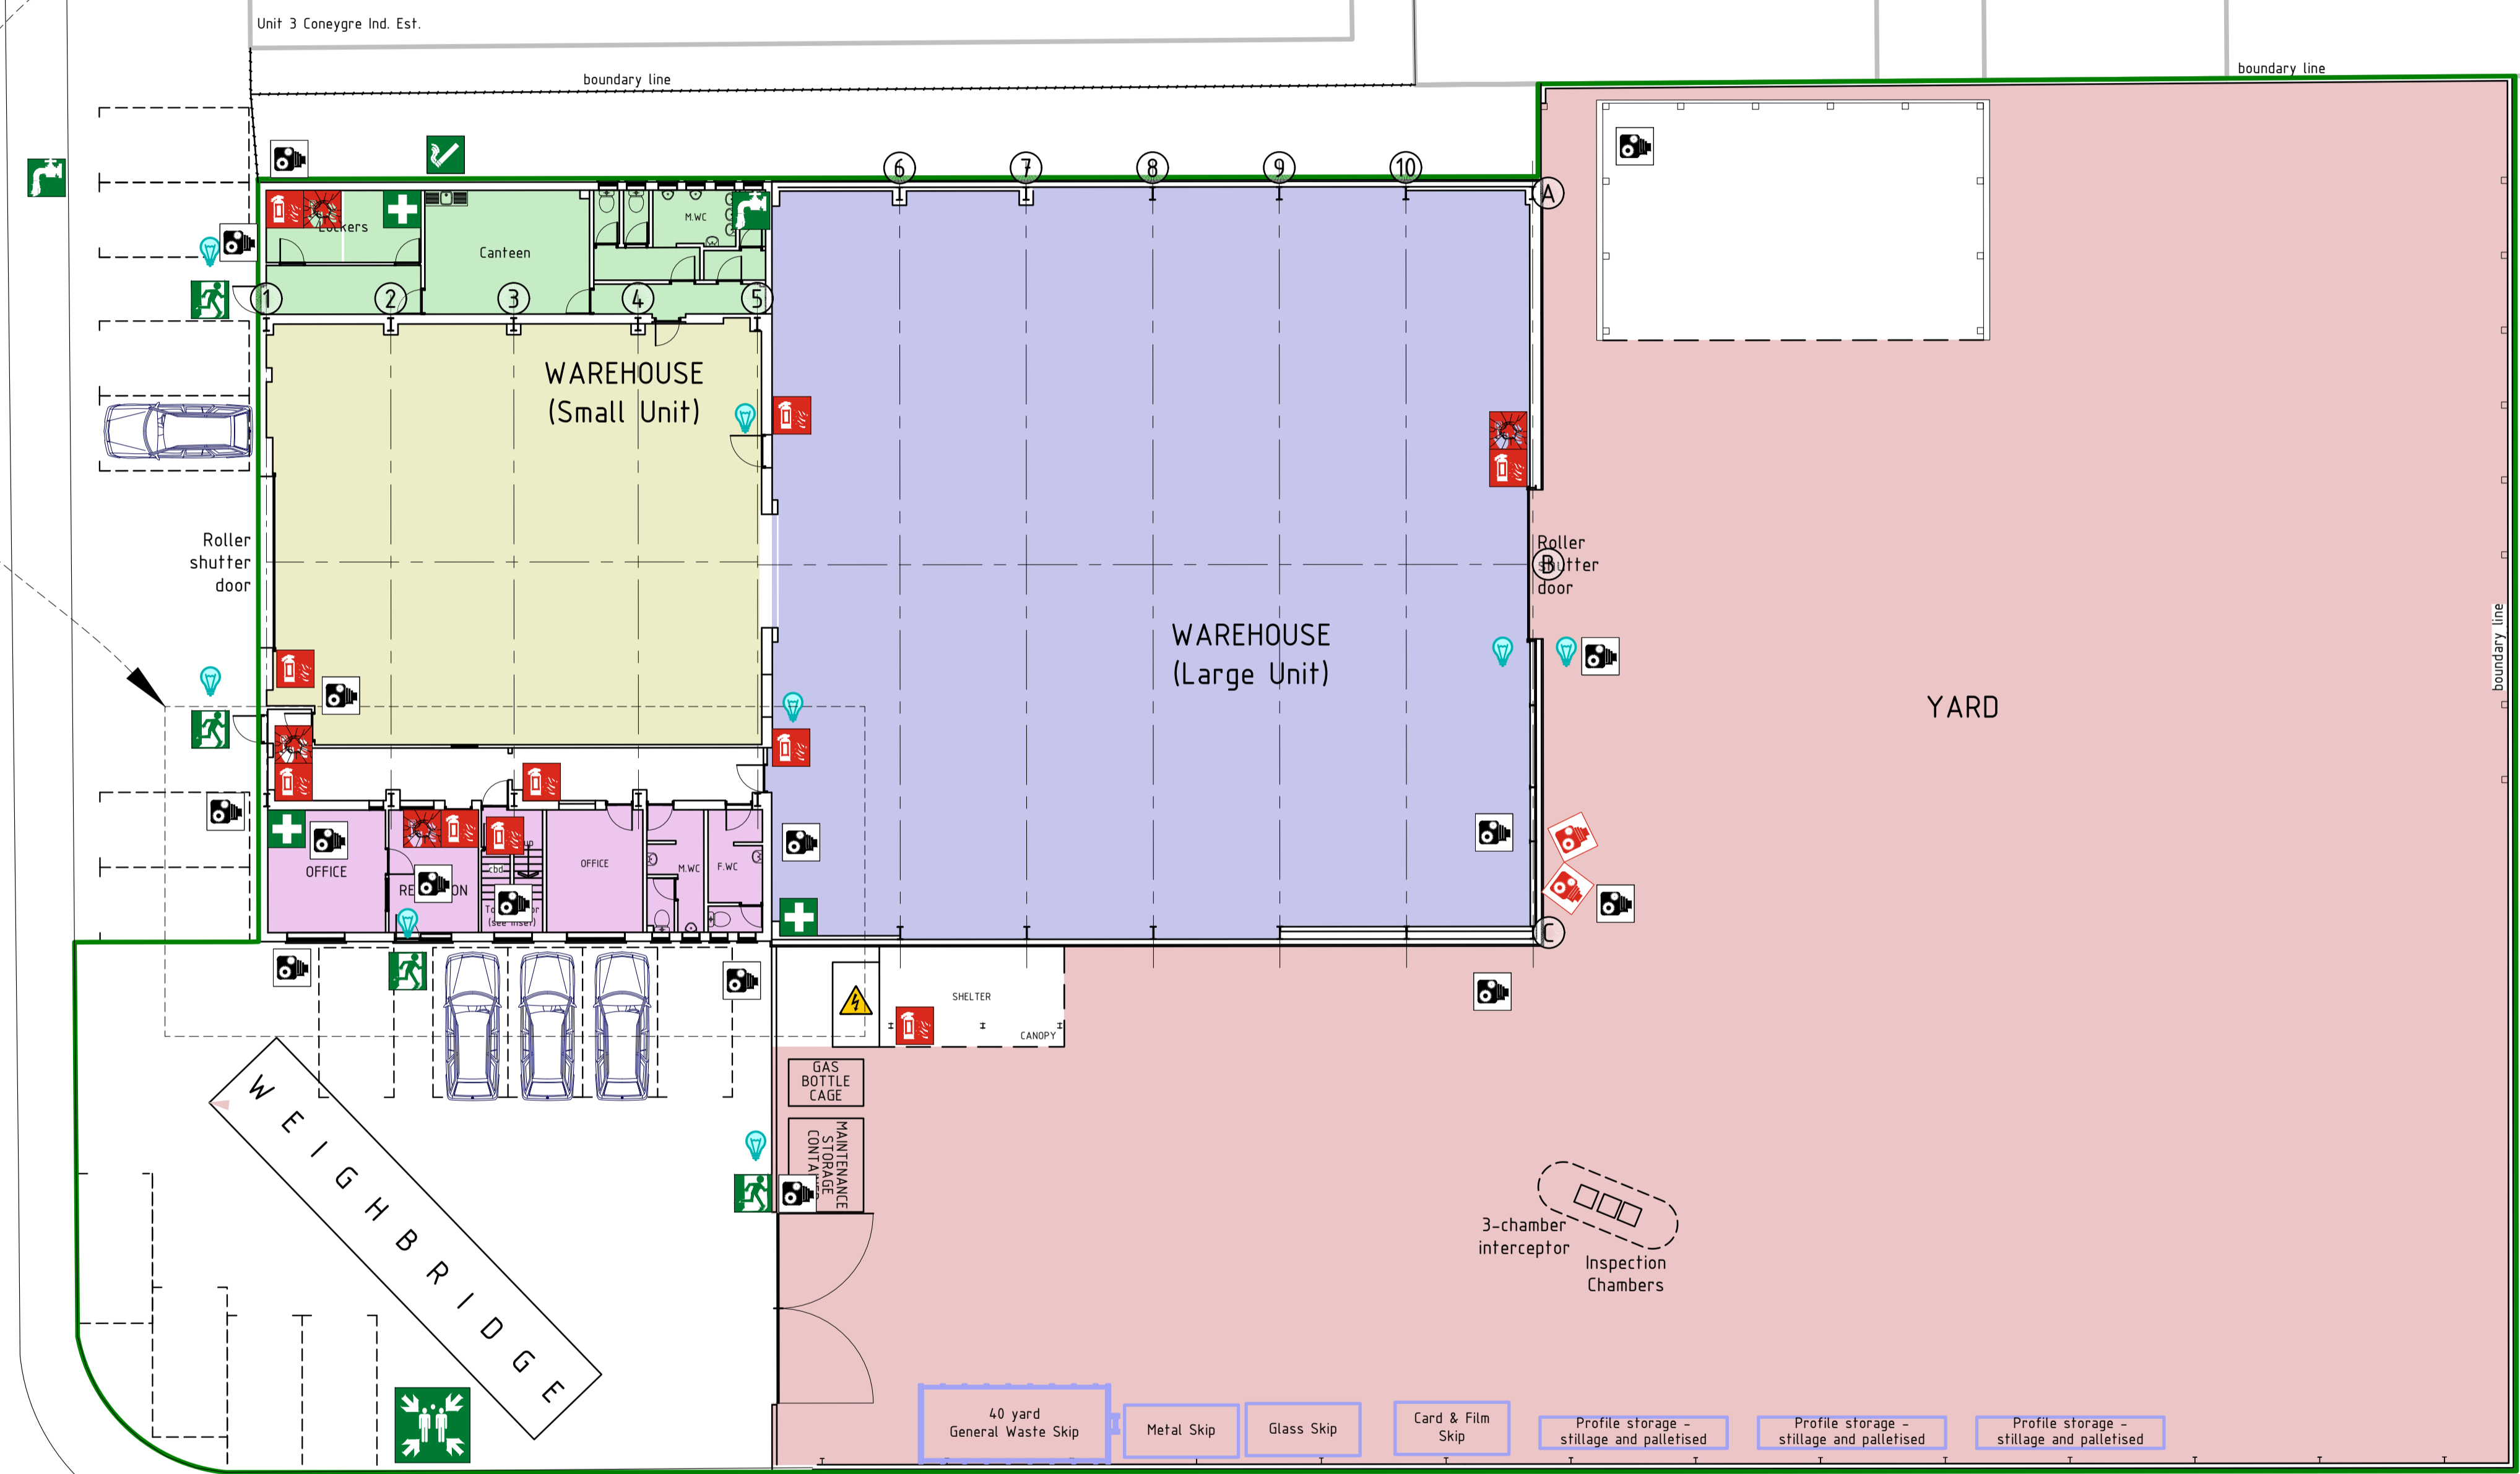 Unit 3 Coneygre Ind. Est.
boundary line
boundary line
6
7
8
9
10
A
M.WC
Canteen
1
2
3
4
5
WAREHOUSE
(Small Unit)
Roller
shutter
door
Roller
door
B
WAREHOUSE
(Large Unit)
boundary line
YARD
OFFICE
cbd
OFFICE
M.WC
F.WC
C
SHELTER
CANOPY
GAS
BOTTLE
CAGE
MAINTENANCE
STORAGE
WEIGHBRIDGE
3-chamber
interceptor
Inspection
Chambers
40 yard
General Waste Skip
Metal Skip
Glass Skip
Card & Film
Skip
Profile storage -
stillage and palletised
Profile storage -
stillage and palletised
Profile storage -
stillage and palletised